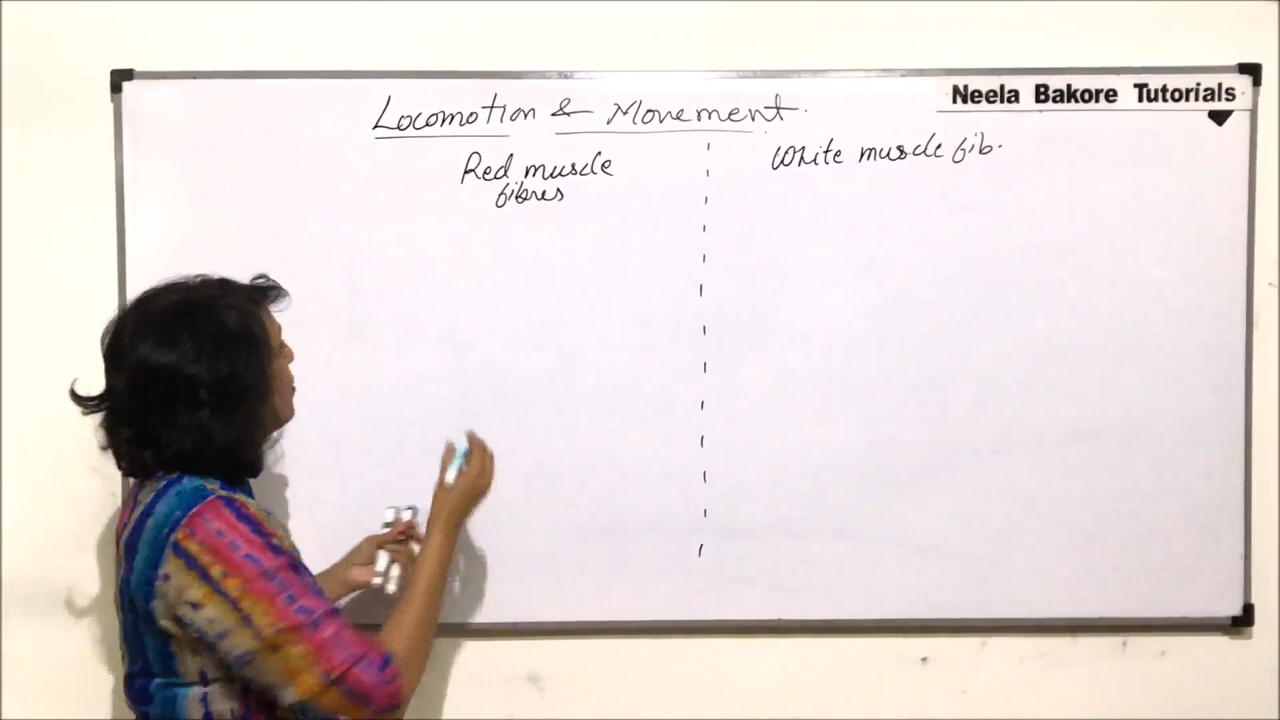 Neela Bakore Tutorials
Locomotion & Movement.
Red muscle
fibres
White muscle fib.